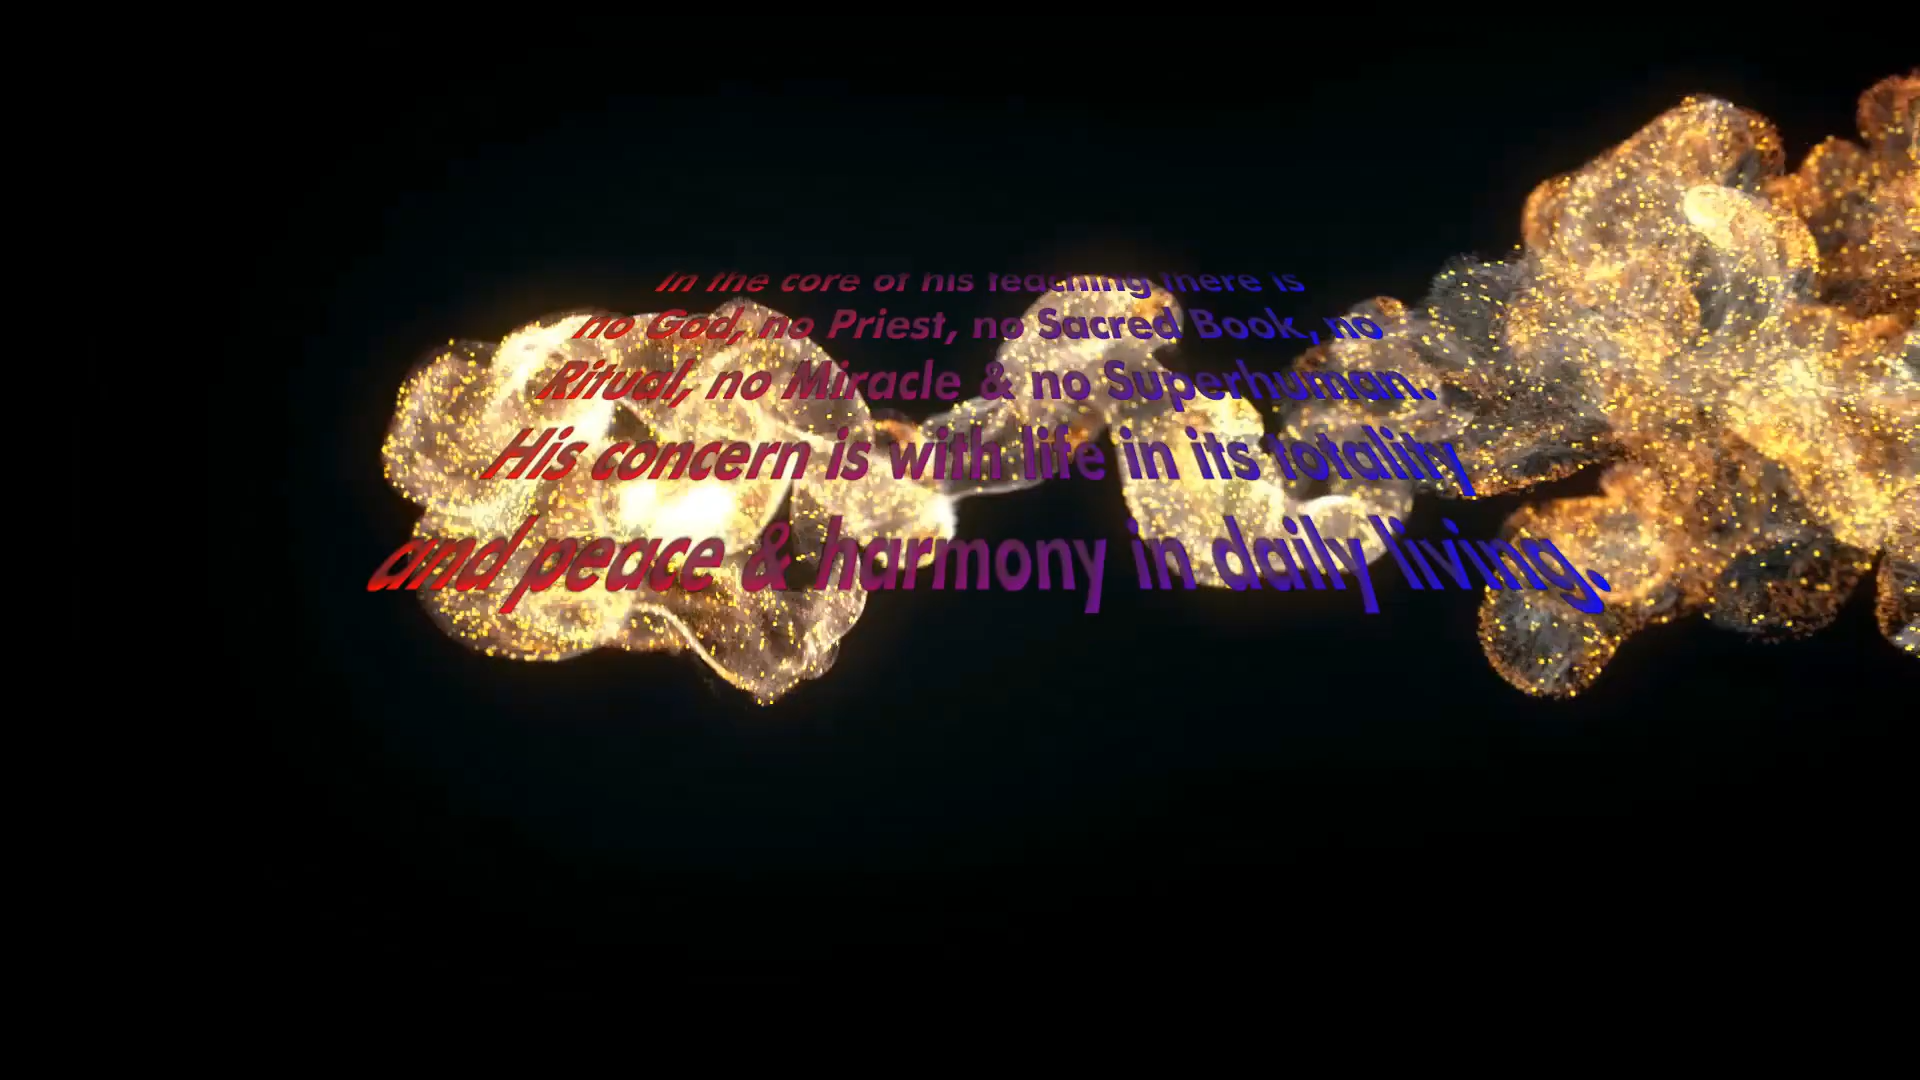 In the core of his teaching there is
no God, no Priest, no Sacred Book, no
Ritual, no Miracle & no Superhuman.
His concern is with life in its totality
and peace & harmony in daily living.